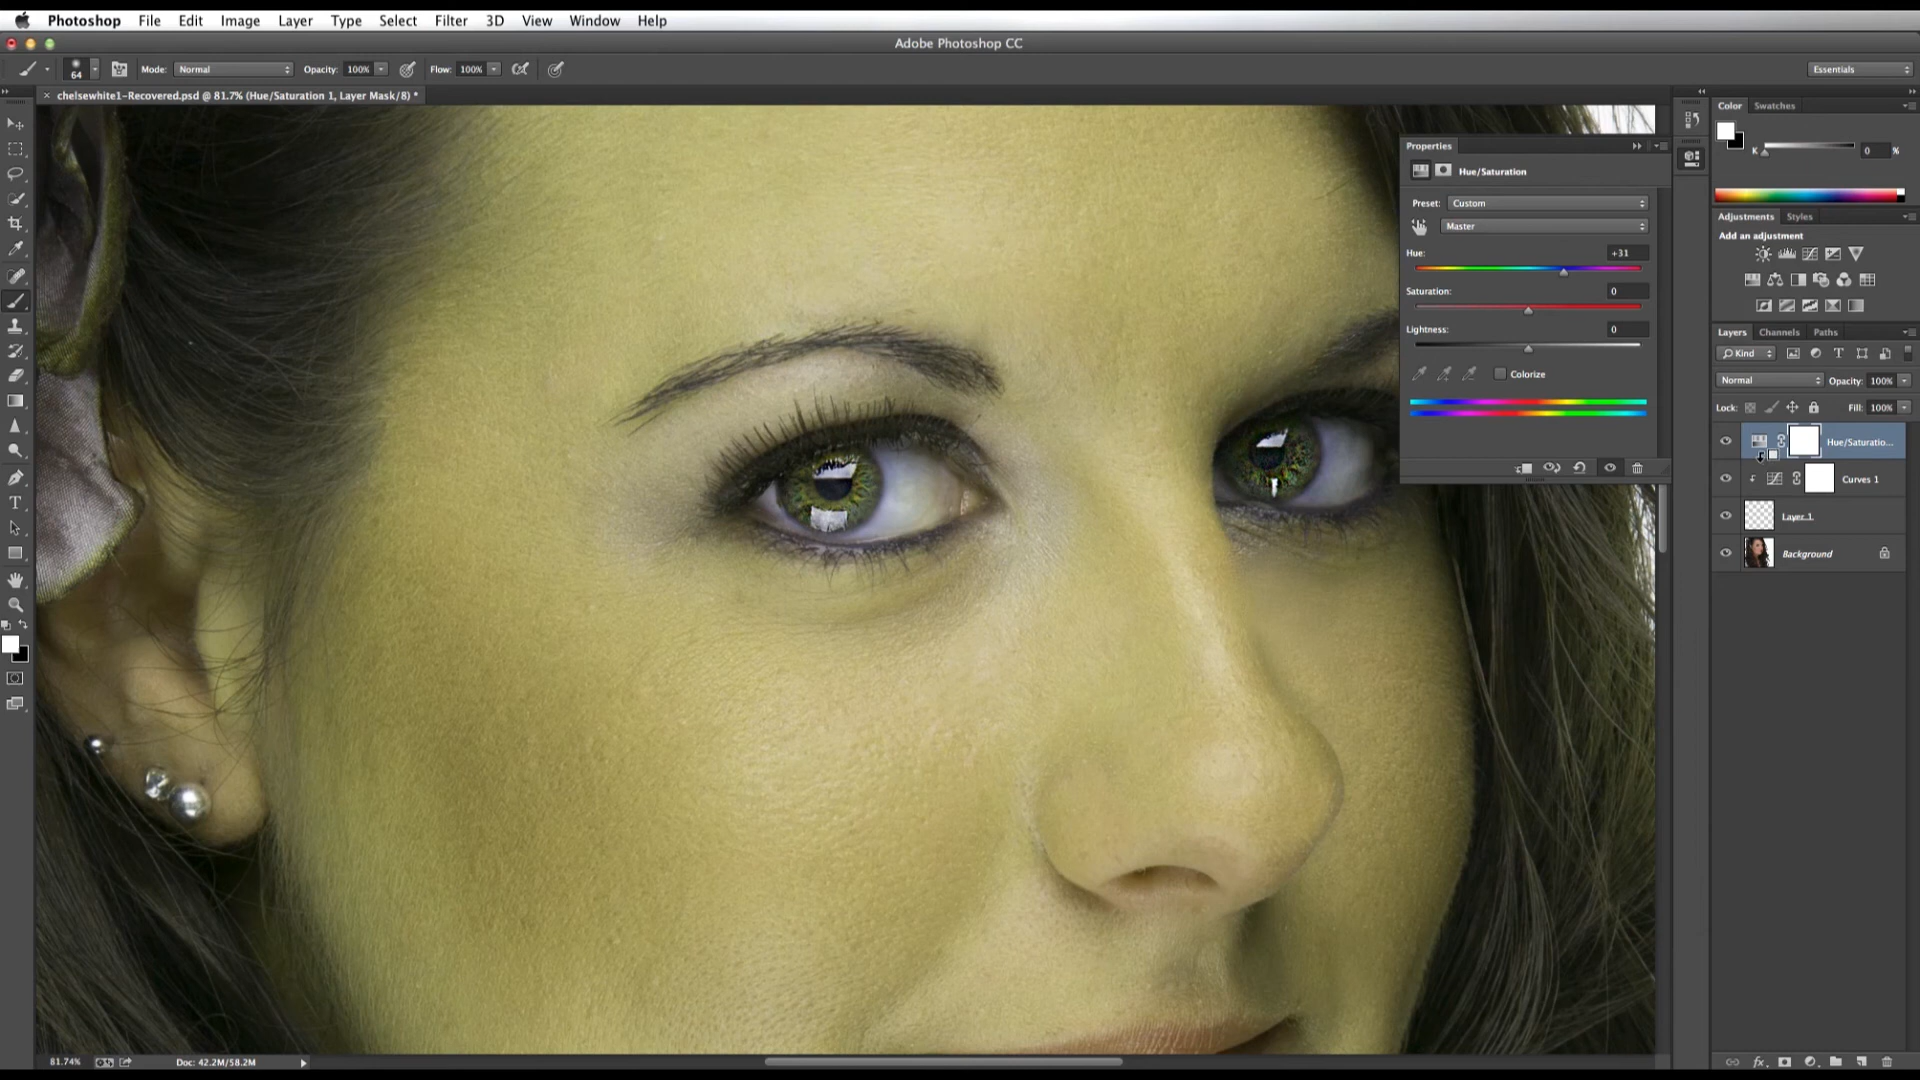 Photoshop File Edit Image Layer Type Select Filter 3D View Window Help
Adobe Photoshop CC
64 Mode: Normal Opacity: 100% Flow: 100% Essentials
× chelsewhite1-Recovered.psd @ 81.7% (Hue/Saturation 1, Layer Mask/8) *
Color Swatches
K 0 %
Properties
Hue/Saturation
Preset: Custom
Master
Hue: +31
Saturation: 0
Lightness: 0
Colorize
Adjustments Styles
Add an adjustment
Layers Channels Paths
Kind
Normal Opacity: 100%
Lock: Fill: 100%
Hue/Saturatio...
Curves 1
Layer 1
Background
81.74% Doc: 42.2M/58.2M